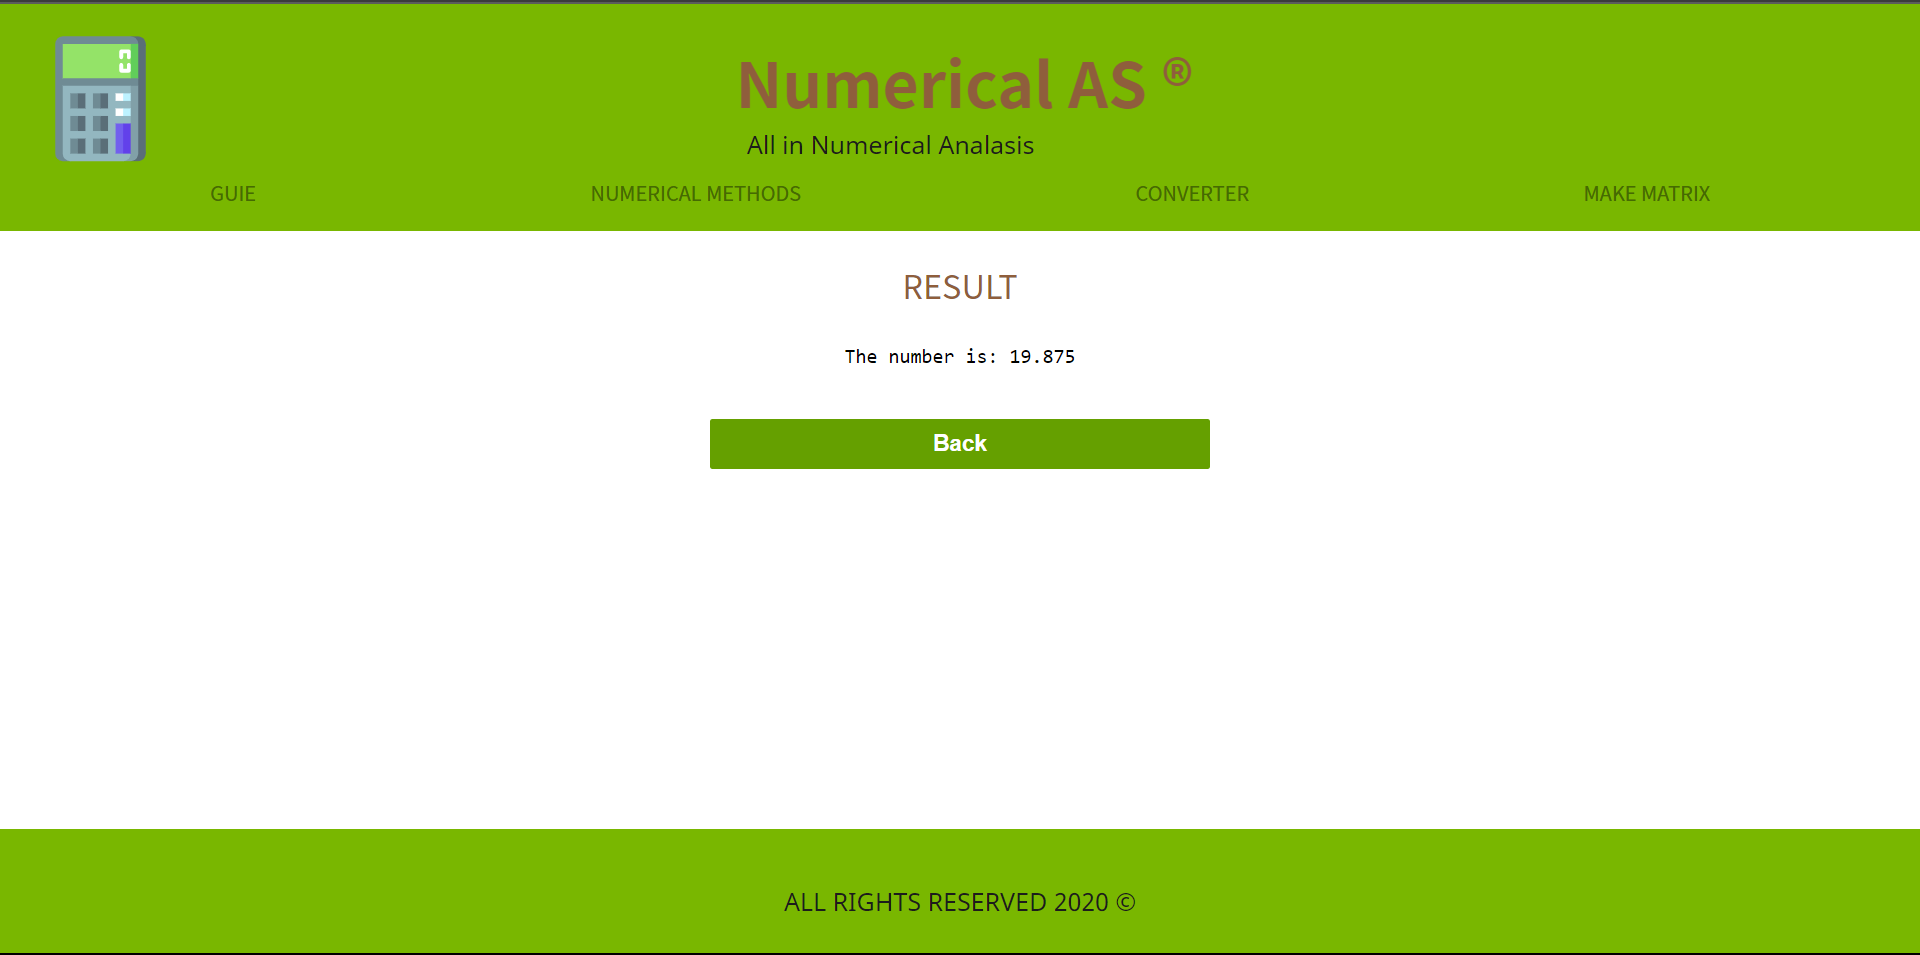 Numerical AS ®
All in Numerical Analasis
GUIE NUMERICAL METHODS CONVERTER MAKE MATRIX
RESULT
The number is: 19.875
Back
ALL RIGHTS RESERVED 2020 ©